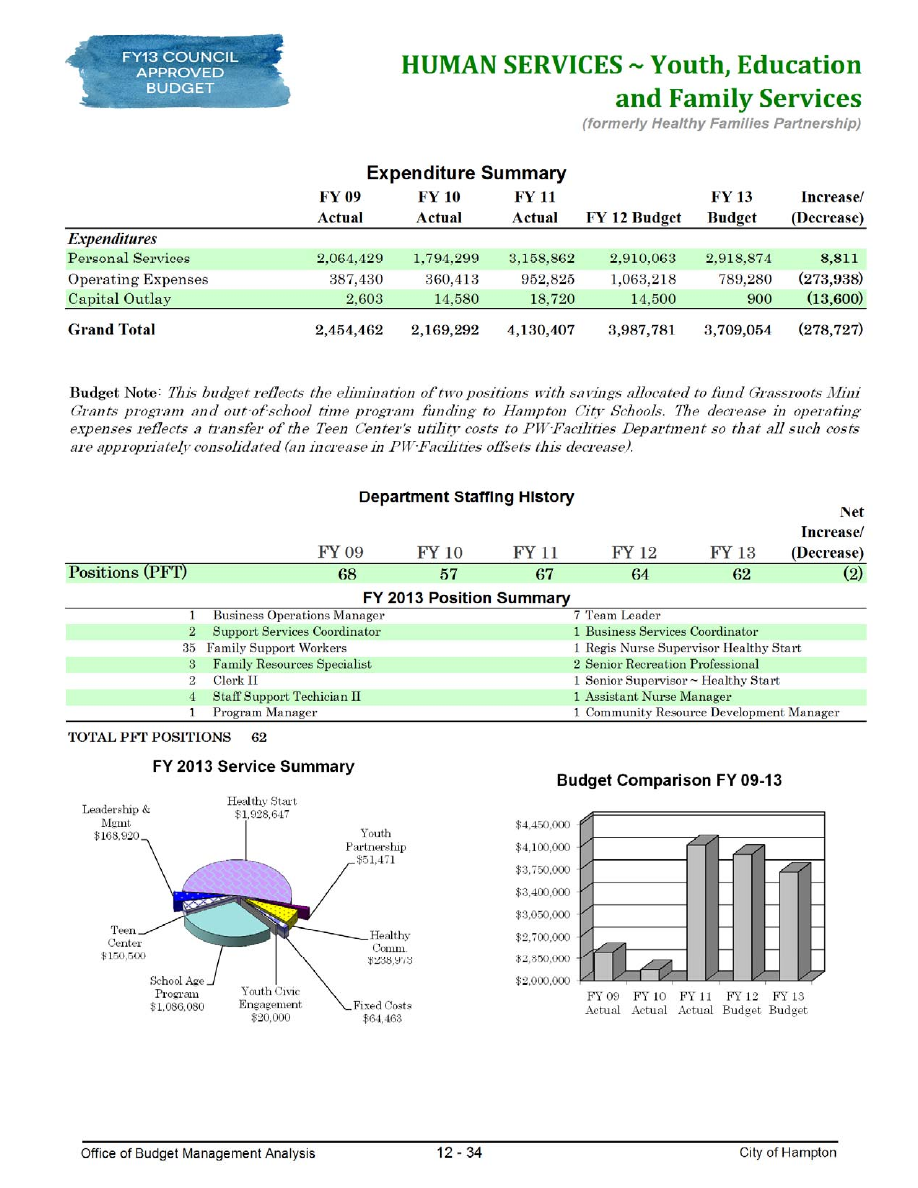 FY13 COUNCIL
APPROVED
BUDGET
HUMAN SERVICES ~ Youth, Education
and Family Services
(formerly Healthy Families Partnership)
Expenditure Summary
FY 09 FY 10 FY 11 FY 13 Increase/
Actual Actual Actual FY 12 Budget Budget (Decrease)
Expenditures
Personal Services 2,064,429 1,794,299 3,158,862 2,910,063 2,918,874 8,811
Operating Expenses 387,430 360,413 952,825 1,063,218 789,280 (273,938)
Capital Outlay 2,603 14,580 18,720 14,500 900 (13,600)
Grand Total 2,454,462 2,169,292 4,130,407 3,987,781 3,709,054 (278,727)
Budget Note: This budget reflects the elimination of two positions with savings allocated to fund Grassroots Mini
Grants program and out-of-school time program funding to Hampton City Schools. The decrease in operating
expenses reflects a transfer of the Teen Center's utility costs to PW-Facilities Department so that all such costs
are appropriately consolidated (an increase in PW-Facilities offsets this decrease).
Department Staffing History
Net
Increase/
FY 09 FY 10 FY 11 FY 12 FY 13 (Decrease)
Positions (PFT) 68 57 67 64 62 (2)
FY 2013 Position Summary
1 Business Operations Manager 7 Team Leader
2 Support Services Coordinator 1 Business Services Coordinator
35 Family Support Workers 1 Regis Nurse Supervisor Healthy Start
3 Family Resources Specialist 2 Senior Recreation Professional
2 Clerk II 1 Senior Supervisor ~ Healthy Start
4 Staff Support Techician II 1 Assistant Nurse Manager
1 Program Manager 1 Community Resource Development Manager
TOTAL PFT POSITIONS 62
FY 2013 Service Summary
Leadership &
Mgmt
$168,920
Healthy Start
$1,928,647
Youth
Partnership
$51,471
Healthy
Comm.
$238,973
Fixed Costs
$64,463
Youth Civic
Engagement
$20,000
School Age
Program
$1,086,080
Teen
Center
$150,500
Budget Comparison FY 09-13
$4,450,000
$4,100,000
$3,750,000
$3,400,000
$3,050,000
$2,700,000
$2,350,000
$2,000,000
FY 09 FY 10 FY 11 FY 12 FY 13
Actual Actual Actual Budget Budget
Office of Budget Management Analysis 12 - 34 City of Hampton